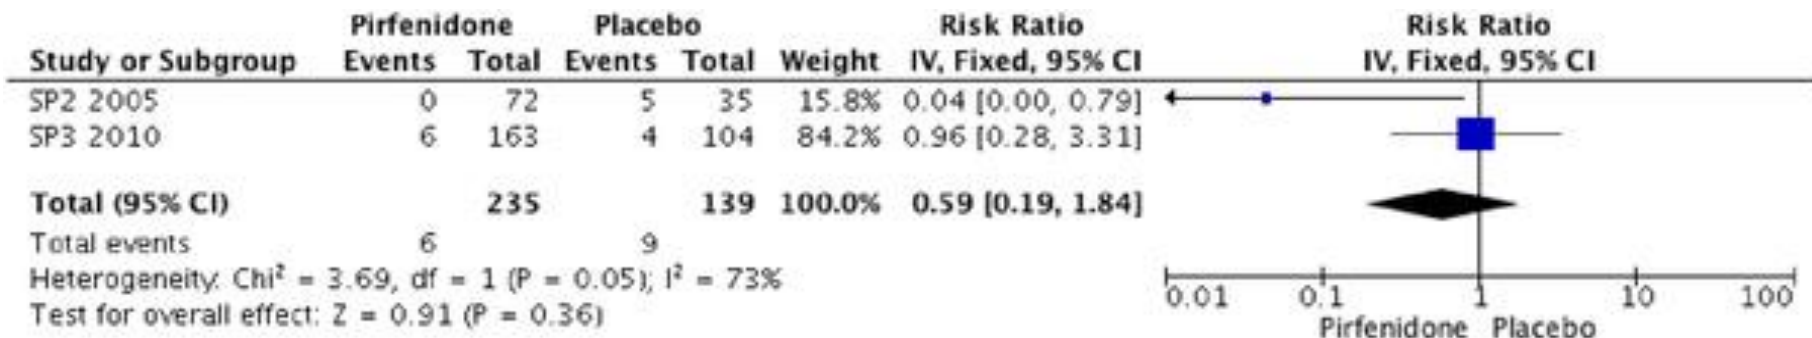 Pirfenidone Placebo Risk Ratio Risk Ratio
Study or Subgroup Events Total Events Total Weight IV, Fixed, 95% CI IV, Fixed, 95% CI
SP2 2005 0 72 5 35 15.8% 0.04 [0.00, 0.79]
SP3 2010 6 163 4 104 84.2% 0.96 [0.28, 3.31]
Total (95% CI) 235 139 100.0% 0.59 [0.19, 1.84]
Total events 6 9
Heterogeneity: Chi² = 3.69, df = 1 (P = 0.05); I² = 73%
Test for overall effect: Z = 0.91 (P = 0.36)
0.01 0.1 1 10 100
Pirfenidone Placebo